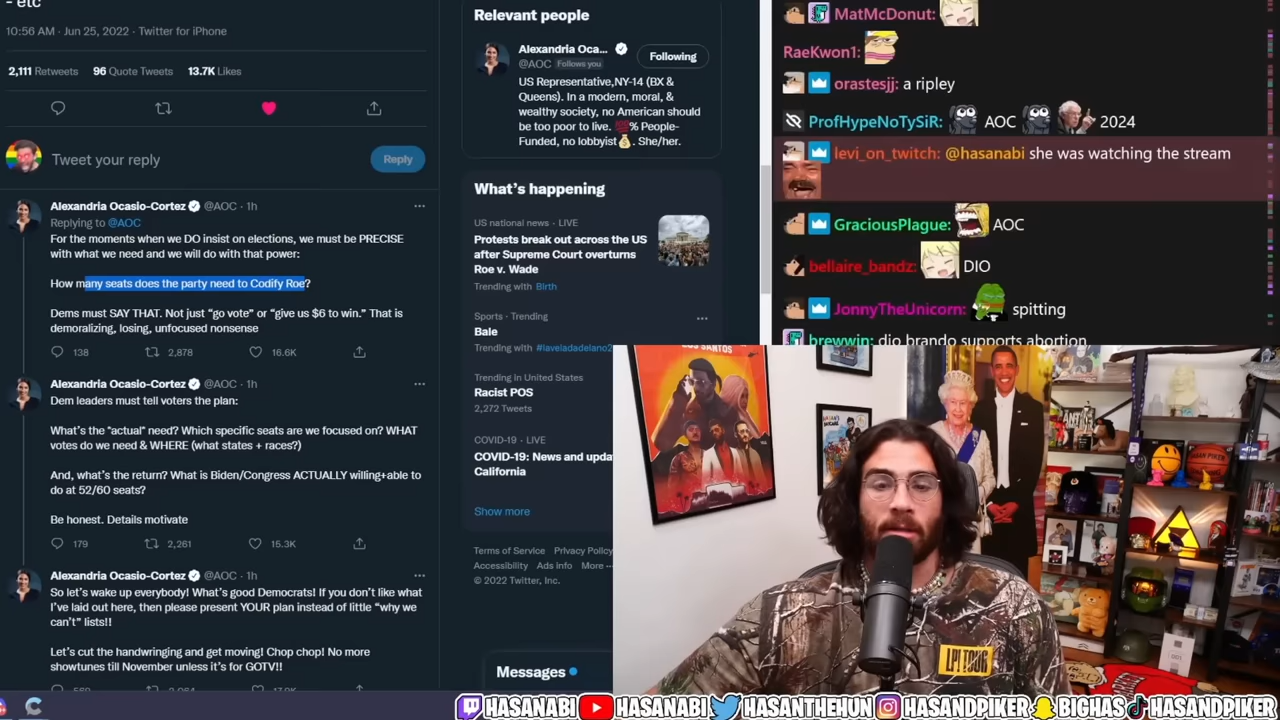 - etc
10:56 AM · Jun 25, 2022 · Twitter for iPhone
2,111 Retweets 96 Quote Tweets 13.7K Likes
Tweet your reply
Reply
Alexandria Ocasio-Cortez @AOC · 1h
Replying to @AOC
For the moments when we DO insist on elections, we must be PRECISE
with what we need and we will do with that power:
How many seats does the party need to Codify Roe?
Dems must SAY THAT. Not just "go vote" or "give us $6 to win." That is
demoralizing, losing, unfocused nonsense
138 2,878 16.6K
Alexandria Ocasio-Cortez @AOC · 1h
Dem leaders must tell voters the plan:
What's the "actual" need? Which specific seats are we focused on? WHAT
votes do we need & WHERE (what states + races?)
And, what's the return? What is Biden/Congress ACTUALLY willing+able to
do at 52/60 seats?
Be honest. Details motivate
179 2,261 15.3K
Alexandria Ocasio-Cortez @AOC · 1h
So let's wake up everybody! What's good Democrats! If you don't like what
I've laid out here, then please present YOUR plan instead of little "why we
can't" lists!!
Let's cut the handwringing and get moving! Chop chop! No more
showtunes till November unless it's for GOTV!!
Relevant people
Alexandria Ocas...
@AOC Follows you
Following
US Representative,NY-14 (BX &
Queens). In a modern, moral, &
wealthy society, no American should
be too poor to live. 💯% People-
Funded, no lobbyist💰. She/her.
What's happening
US national news · LIVE
Protests break out across the US
after Supreme Court overturns
Roe v. Wade
Trending with Birth
Sports · Trending
Bale
Trending with #laveladadelano2
Trending in United States
Racist POS
2,272 Tweets
COVID-19 · LIVE
COVID-19: News and upda
California
Show more
Terms of Service Privacy Policy
Accessibility Ads info More ···
© 2022 Twitter, Inc.
Messages
MatMcDonut:
RaeKwon1:
orastesjj: a ripley
ProfHypeNoTySiR: AOC 2024
levi_on_twitch: @hasanabi she was watching the stream
GraciousPlague: AOC
bellaire_bandz: DIO
JonnyTheUnicorn: spitting
brewwin: dio brando supports abortion
LOS SANTOS
LPI TOUR
HASANABI HASANABI HASANTHEHUN HASANDPIKER BIGHAS HASANDPIKER